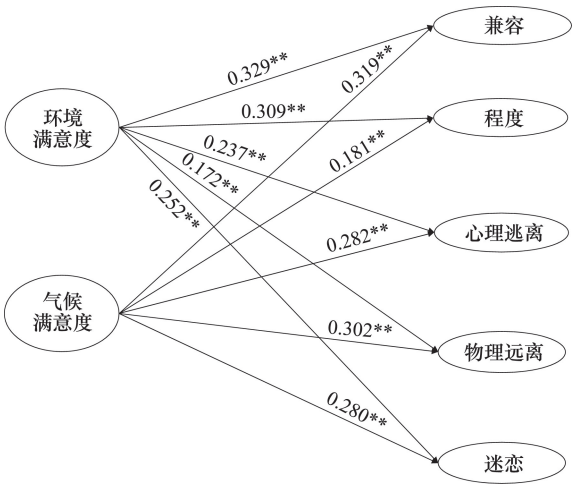 兼容
0.329**
0.319**
环境
满意度
0.309**
程度
0.237**
0.181**
0.172**
0.252**
0.282**
心理逃离
气候
满意度
0.302**
物理远离
0.280**
迷恋